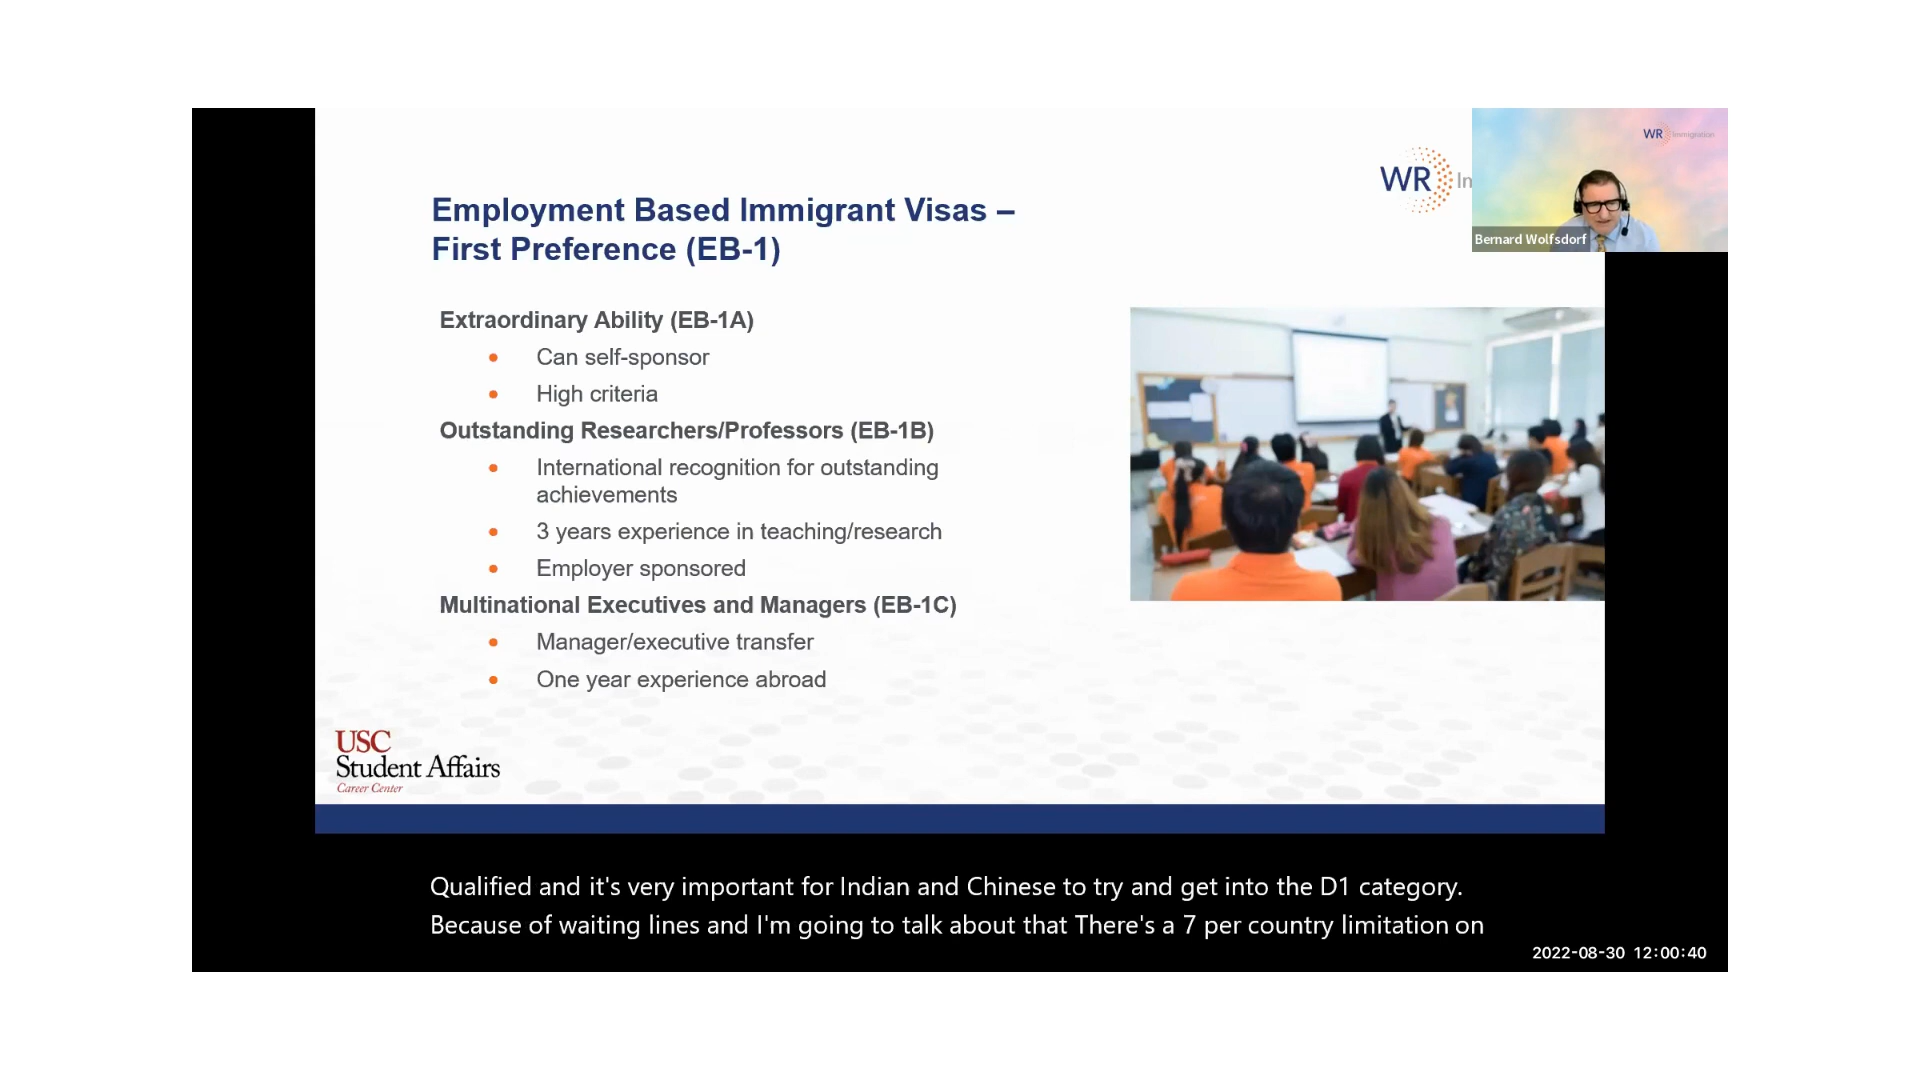 WR Immigration
WR In
Bernard Wolfsdorf
Employment Based Immigrant Visas –
First Preference (EB-1)
Extraordinary Ability (EB-1A)
• Can self-sponsor
• High criteria
Outstanding Researchers/Professors (EB-1B)
• International recognition for outstanding
achievements
• 3 years experience in teaching/research
• Employer sponsored
Multinational Executives and Managers (EB-1C)
• Manager/executive transfer
• One year experience abroad
USC
Student Affairs
Career Center
Qualified and it's very important for Indian and Chinese to try and get into the D1 category.
Because of waiting lines and I'm going to talk about that There's a 7 per country limitation on
2022-08-30 12:00:40